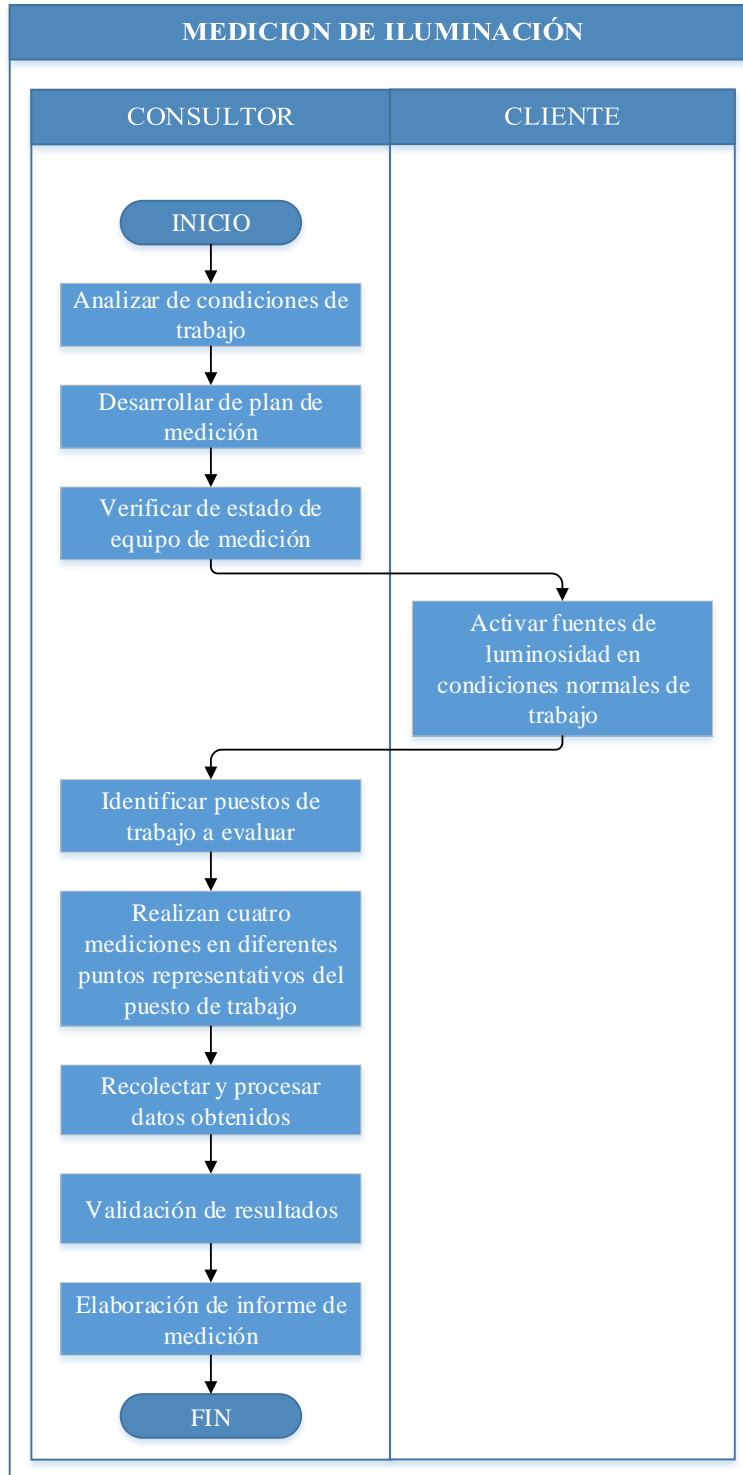 MEDICION DE ILUMINACIÓN
CONSULTOR
CLIENTE
INICIO
Analizar de condiciones de
trabajo
Desarrollar de plan de
medición
Verificar de estado de
equipo de medición
Activar fuentes de
luminosidad en
condiciones normales de
trabajo
Identificar puestos de
trabajo a evaluar
Realizan cuatro
mediciones en diferentes
puntos representativos del
puesto de trabajo
Recolectar y procesar
datos obtenidos
Validación de resultados
Elaboración de informe de
medición
FIN